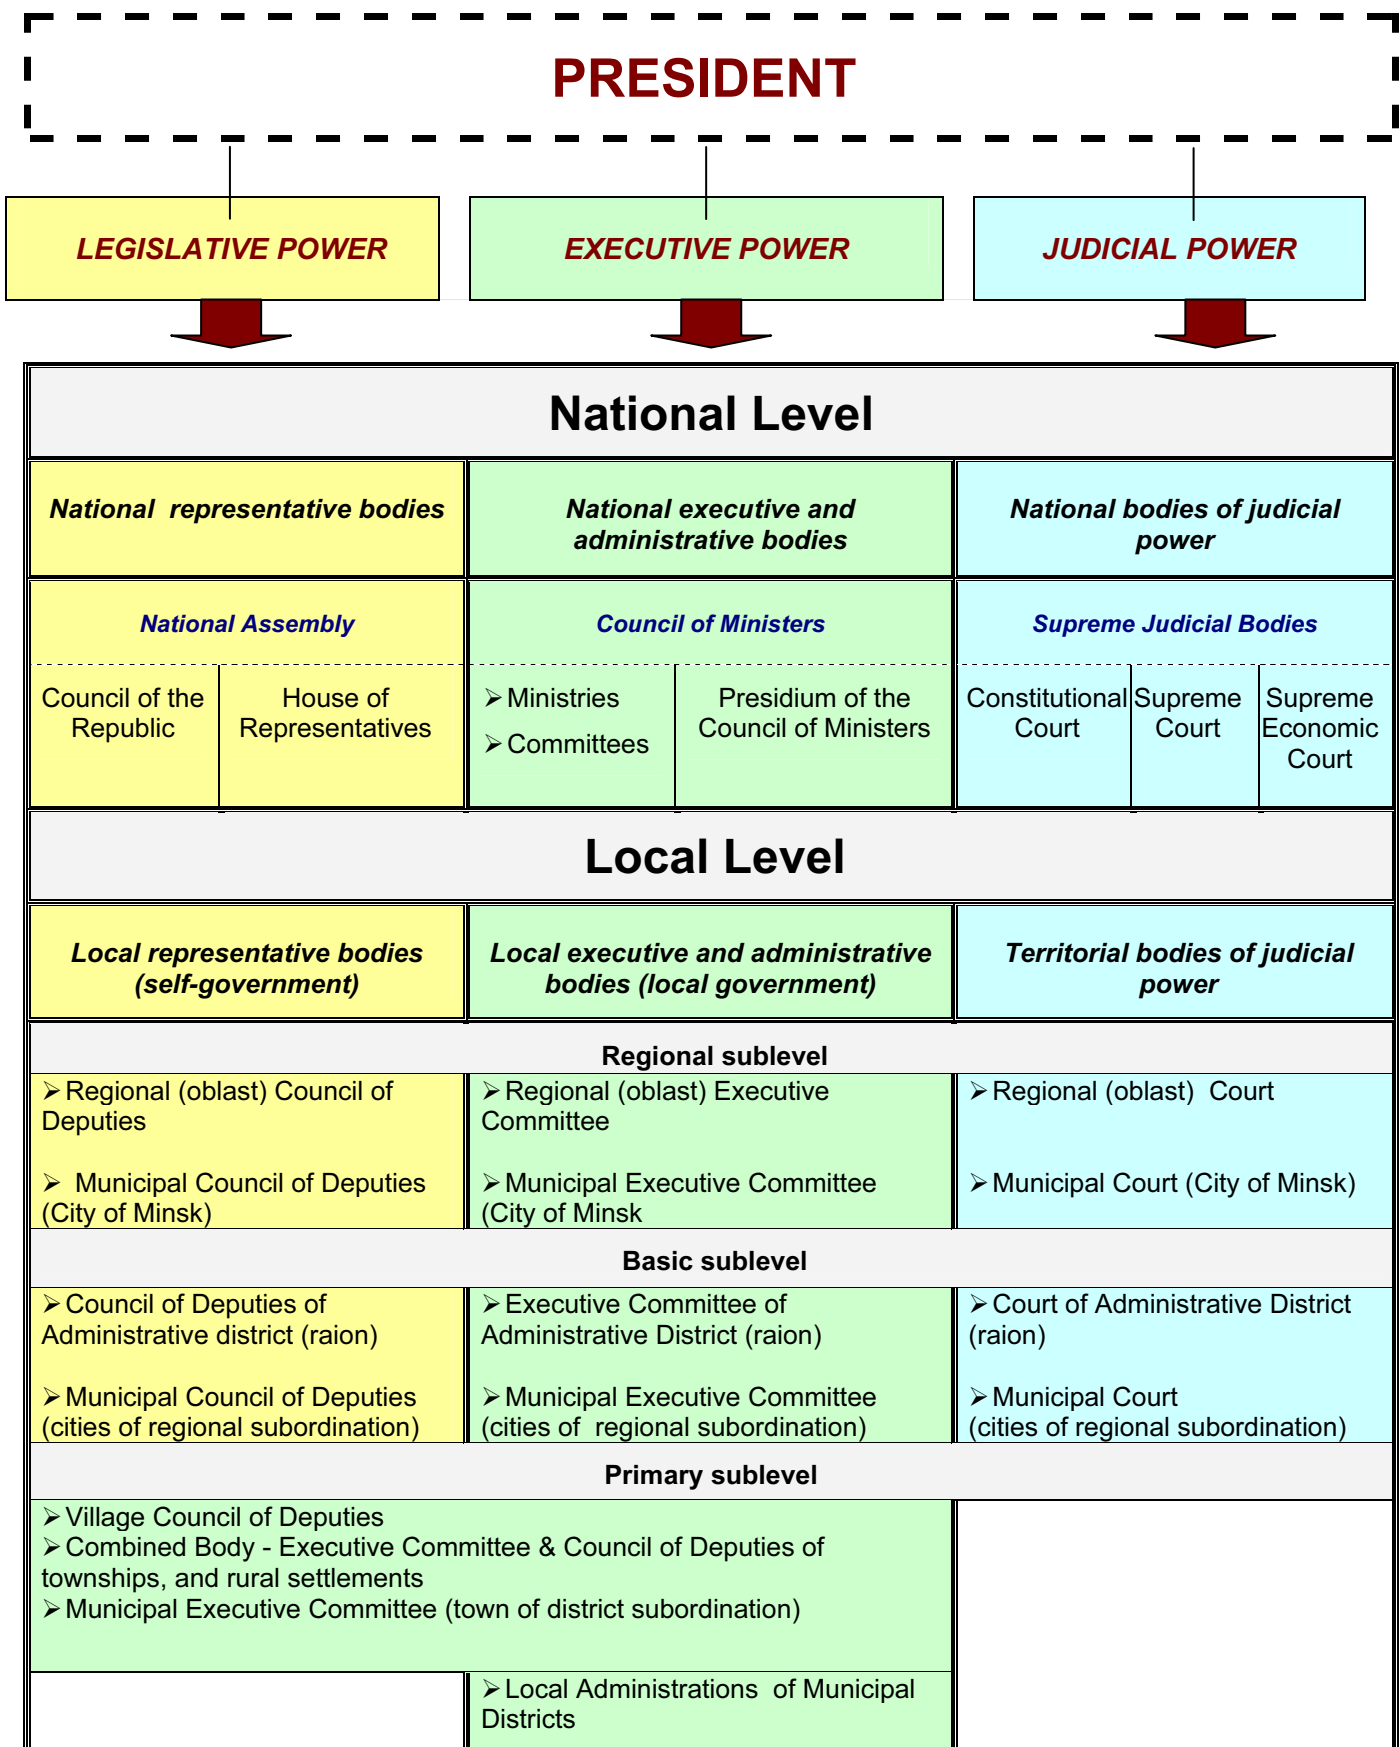 PRESIDENT
LEGISLATIVE POWER
EXECUTIVE POWER
JUDICIAL POWER
National Level
National representative bodies
National executive and
administrative bodies
National bodies of judicial
power
National Assembly
Council of Ministers
Supreme Judicial Bodies
Council of the
Republic
House of
Representatives
➢ Ministries
➢ Committees
Presidium of the
Council of Ministers
Constitutional
Court
Supreme
Court
Supreme
Economic
Court
Local Level
Local representative bodies
(self-government)
Local executive and administrative
bodies (local government)
Territorial bodies of judicial
power
Regional sublevel
➢ Regional (oblast) Council of
Deputies
➢ Municipal Council of Deputies
(City of Minsk)
➢ Regional (oblast) Executive
Committee
➢ Municipal Executive Committee
(City of Minsk
➢ Regional (oblast) Court
➢ Municipal Court (City of Minsk)
Basic sublevel
➢ Council of Deputies of
Administrative district (raion)
➢ Municipal Council of Deputies
(cities of regional subordination)
➢ Executive Committee of
Administrative District (raion)
➢ Municipal Executive Committee
(cities of regional subordination)
➢ Court of Administrative District
(raion)
➢ Municipal Court
(cities of regional subordination)
Primary sublevel
➢ Village Council of Deputies
➢ Combined Body - Executive Committee & Council of Deputies of
townships, and rural settlements
➢ Municipal Executive Committee (town of district subordination)
➢ Local Administrations of Municipal
Districts